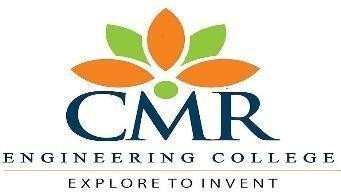 CMR
ENGINEERING COLLEGE
EXPLORE TO INVENT